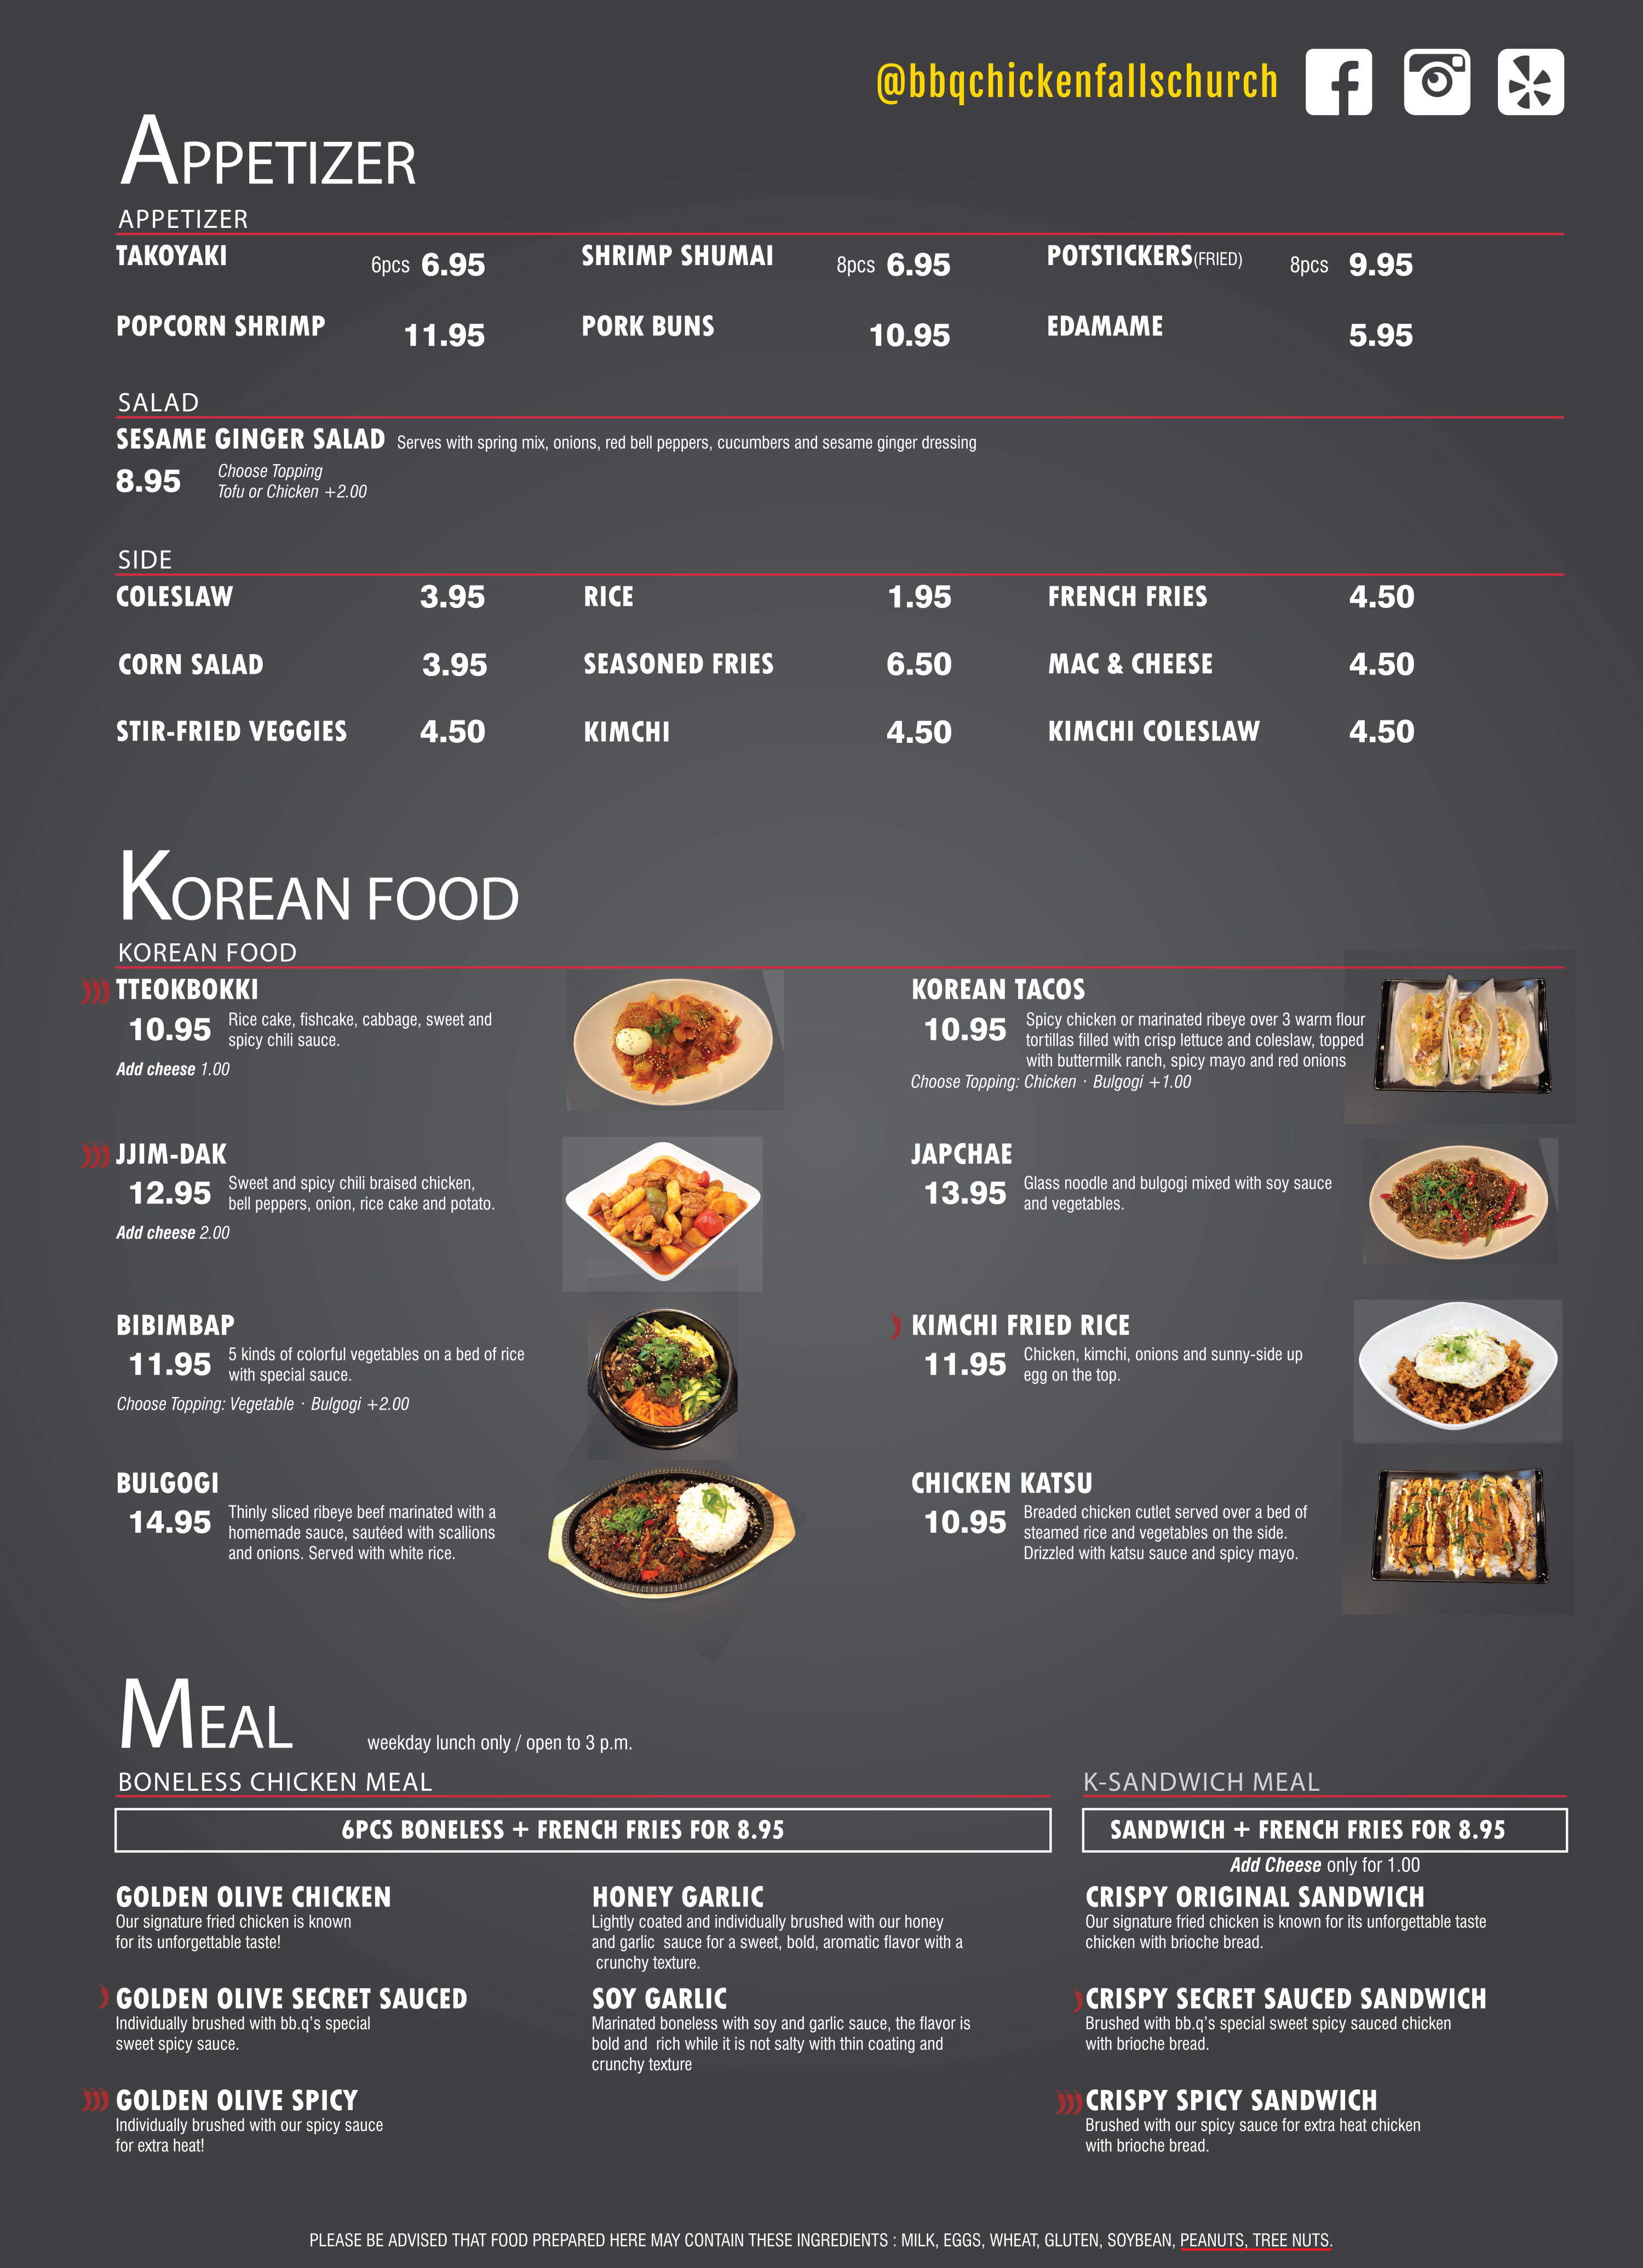 @bbqchickenfallschurch
APPETIZER
APPETIZER
TAKOYAKI 6pcs 6.95
SHRIMP SHUMAI 8pcs 6.95
POTSTICKERS(FRIED) 8pcs 9.95
POPCORN SHRIMP 11.95
PORK BUNS 10.95
EDAMAME 5.95
SALAD
SESAME GINGER SALAD Serves with spring mix, onions, red bell peppers, cucumbers and sesame ginger dressing
8.95 Choose Topping
Tofu or Chicken +2.00
SIDE
COLESLAW 3.95
RICE 1.95
FRENCH FRIES 4.50
CORN SALAD 3.95
SEASONED FRIES 6.50
MAC & CHEESE 4.50
STIR-FRIED VEGGIES 4.50
KIMCHI 4.50
KIMCHI COLESLAW 4.50
KOREAN FOOD
KOREAN FOOD
TTEOKBOKKI
10.95 Rice cake, fishcake, cabbage, sweet and
spicy chili sauce.
Add cheese 1.00
KOREAN TACOS
10.95 Spicy chicken or marinated ribeye over 3 warm flour
tortillas filled with crisp lettuce and coleslaw, topped
with buttermilk ranch, spicy mayo and red onions
Choose Topping: Chicken · Bulgogi +1.00
JJIM-DAK
12.95 Sweet and spicy chili braised chicken,
bell peppers, onion, rice cake and potato.
Add cheese 2.00
JAPCHAE
13.95 Glass noodle and bulgogi mixed with soy sauce
and vegetables.
BIBIMBAP
11.95 5 kinds of colorful vegetables on a bed of rice
with special sauce.
Choose Topping: Vegetable · Bulgogi +2.00
KIMCHI FRIED RICE
11.95 Chicken, kimchi, onions and sunny-side up
egg on the top.
BULGOGI
14.95 Thinly sliced ribeye beef marinated with a
homemade sauce, sautéed with scallions
and onions. Served with white rice.
CHICKEN KATSU
10.95 Breaded chicken cutlet served over a bed of
steamed rice and vegetables on the side.
Drizzled with katsu sauce and spicy mayo.
MEAL weekday lunch only / open to 3 p.m.
BONELESS CHICKEN MEAL
6PCS BONELESS + FRENCH FRIES FOR 8.95
GOLDEN OLIVE CHICKEN
Our signature fried chicken is known
for its unforgettable taste!
GOLDEN OLIVE SECRET SAUCED
Individually brushed with bb.q's special
sweet spicy sauce.
GOLDEN OLIVE SPICY
Individually brushed with our spicy sauce
for extra heat!
HONEY GARLIC
Lightly coated and individually brushed with our honey
and garlic sauce for a sweet, bold, aromatic flavor with a
crunchy texture.
SOY GARLIC
Marinated boneless with soy and garlic sauce, the flavor is
bold and rich while it is not salty with thin coating and
crunchy texture
K-SANDWICH MEAL
SANDWICH + FRENCH FRIES FOR 8.95
Add Cheese only for 1.00
CRISPY ORIGINAL SANDWICH
Our signature fried chicken is known for its unforgettable taste
chicken with brioche bread.
CRISPY SECRET SAUCED SANDWICH
Brushed with bb.q's special sweet spicy sauced chicken
with brioche bread.
CRISPY SPICY SANDWICH
Brushed with our spicy sauce for extra heat chicken
with brioche bread.
PLEASE BE ADVISED THAT FOOD PREPARED HERE MAY CONTAIN THESE INGREDIENTS : MILK, EGGS, WHEAT, GLUTEN, SOYBEAN, PEANUTS, TREE NUTS.